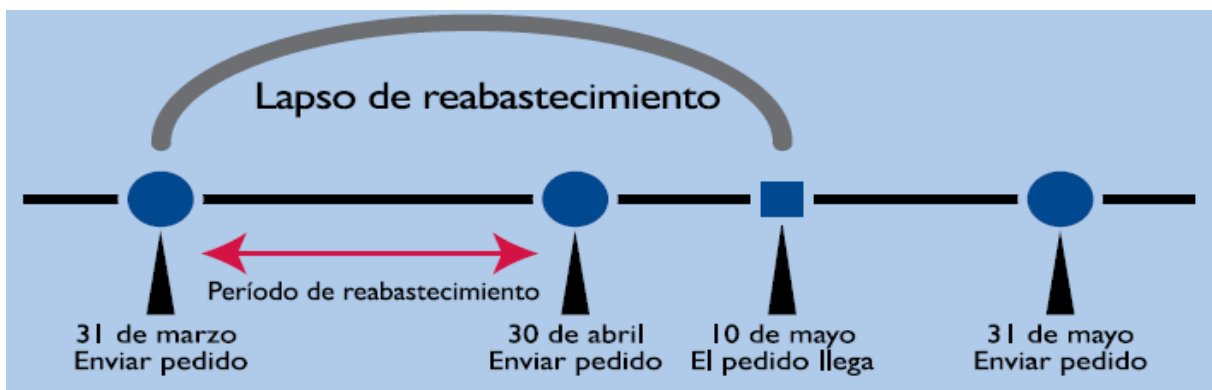 Lapso de reabastecimiento
Período de reabastecimiento
31 de marzo
Enviar pedido
30 de abril
Enviar pedido
10 de mayo
El pedido llega
31 de mayo
Enviar pedido